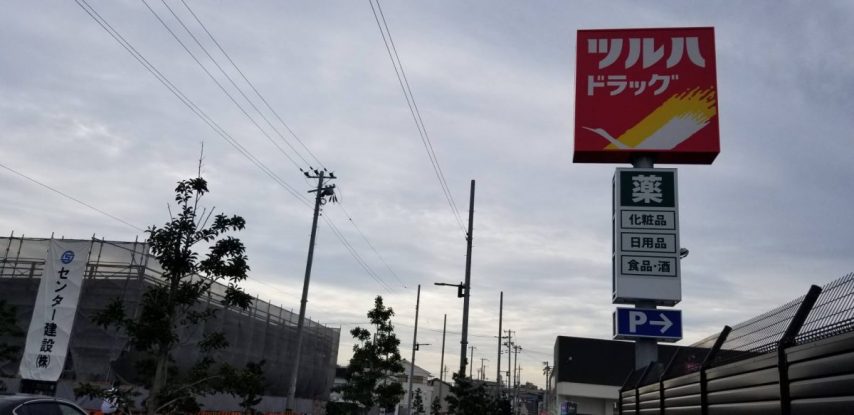 ツルハ
ドラッグ
薬
化粧品
日用品
食品・酒
P→
センター建設㈱